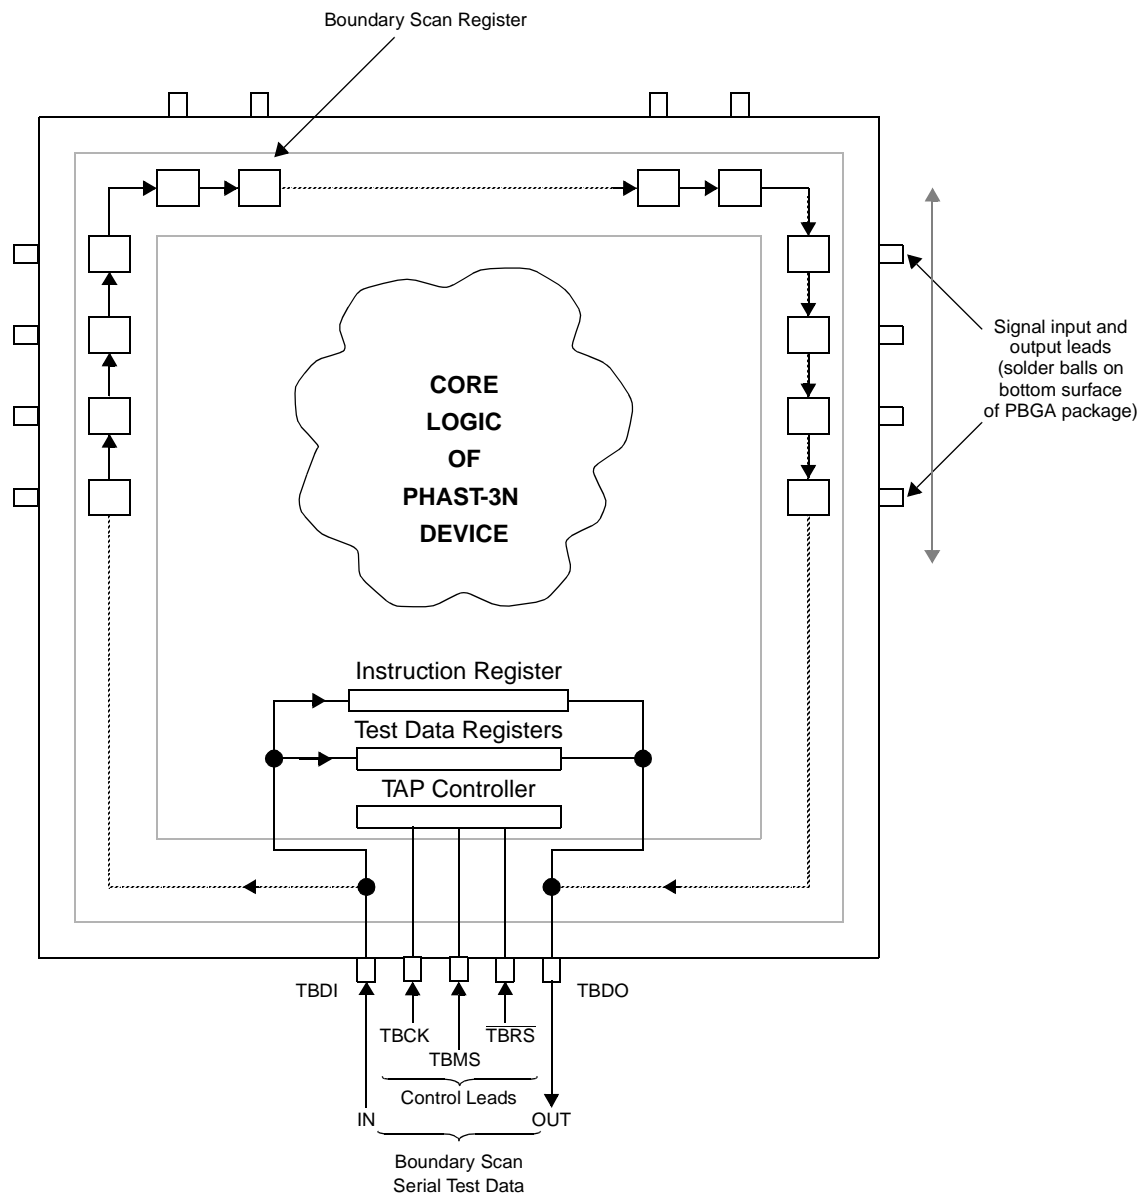 Boundary Scan Register
Signal input and
output leads
(solder balls on
bottom surface
of PBGA package)
CORE
LOGIC
OF
PHAST-3N
DEVICE
Instruction Register
Test Data Registers
TAP Controller
TBDI
TBDO
TBCK
TBRS
TBMS
Control Leads
IN
OUT
Boundary Scan
Serial Test Data